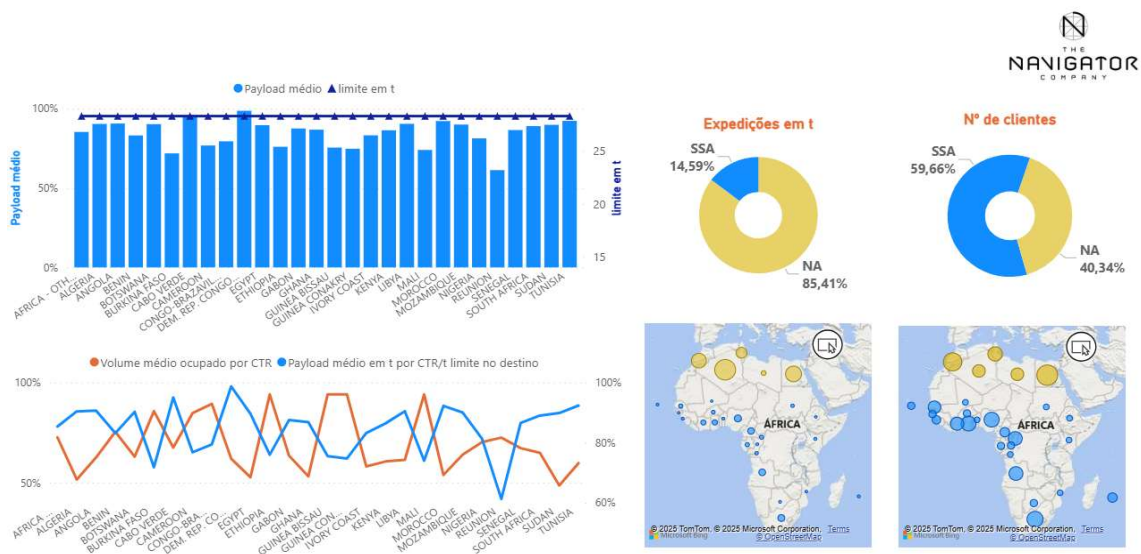 THE
NAVIGATOR
COMPANY
Payload médio limite em t
100%
50%
0%
Payload médio
25
20
15
limite em t
AFRICA - OTH...
ALGERIA
ANGOLA
BENIN
BOTSWANA
BURKINA FASO
CABO VERDE
CAMEROON
CONGO-BRAZAVIL...
DEM. REP. CONGO...
EGYPT
ETHIOPIA
GABON
GHANA
GUINEA BISSAU
GUINEA CONAKRY
IVORY COAST
KENYA
LIBYA
MALI
MOROCCO
MOZAMBIQUE
NIGERIA
REUNION
SENEGAL
SOUTH AFRICA
SUDAN
TUNISIA
Expedições em t
SSA
14,59%
NA
85,41%
Nº de clientes
SSA
59,66%
NA
40,34%
Volume médio ocupado por CTR Payload médio em t por CTR/t limite no destino
100%
50%
100%
80%
60%
AFRICA ...
ALGERIA
ANGOLA
BENIN
BOTSWANA
BURKINA FASO
CABO VERDE
CAMEROON
CONGO-BRA...
DEM. REP. CO...
EGYPT
ETHIOPIA
GABON
GHANA
GUINEA BISSAU
GUINEA CON...
IVORY COAST
KENYA
LIBYA
MALI
MOROCCO
MOZAMBIQUE
NIGERIA
REUNION
SENEGAL
SOUTH AFRICA
SUDAN
TUNISIA
ÁFRICA
© 2025 TomTom, © 2025 Microsoft Corporation, Terms
Microsoft Bing © OpenStreetMap
ÁFRICA
© 2025 TomTom, © 2025 Microsoft Corporation, Terms
Microsoft Bing © OpenStreetMap